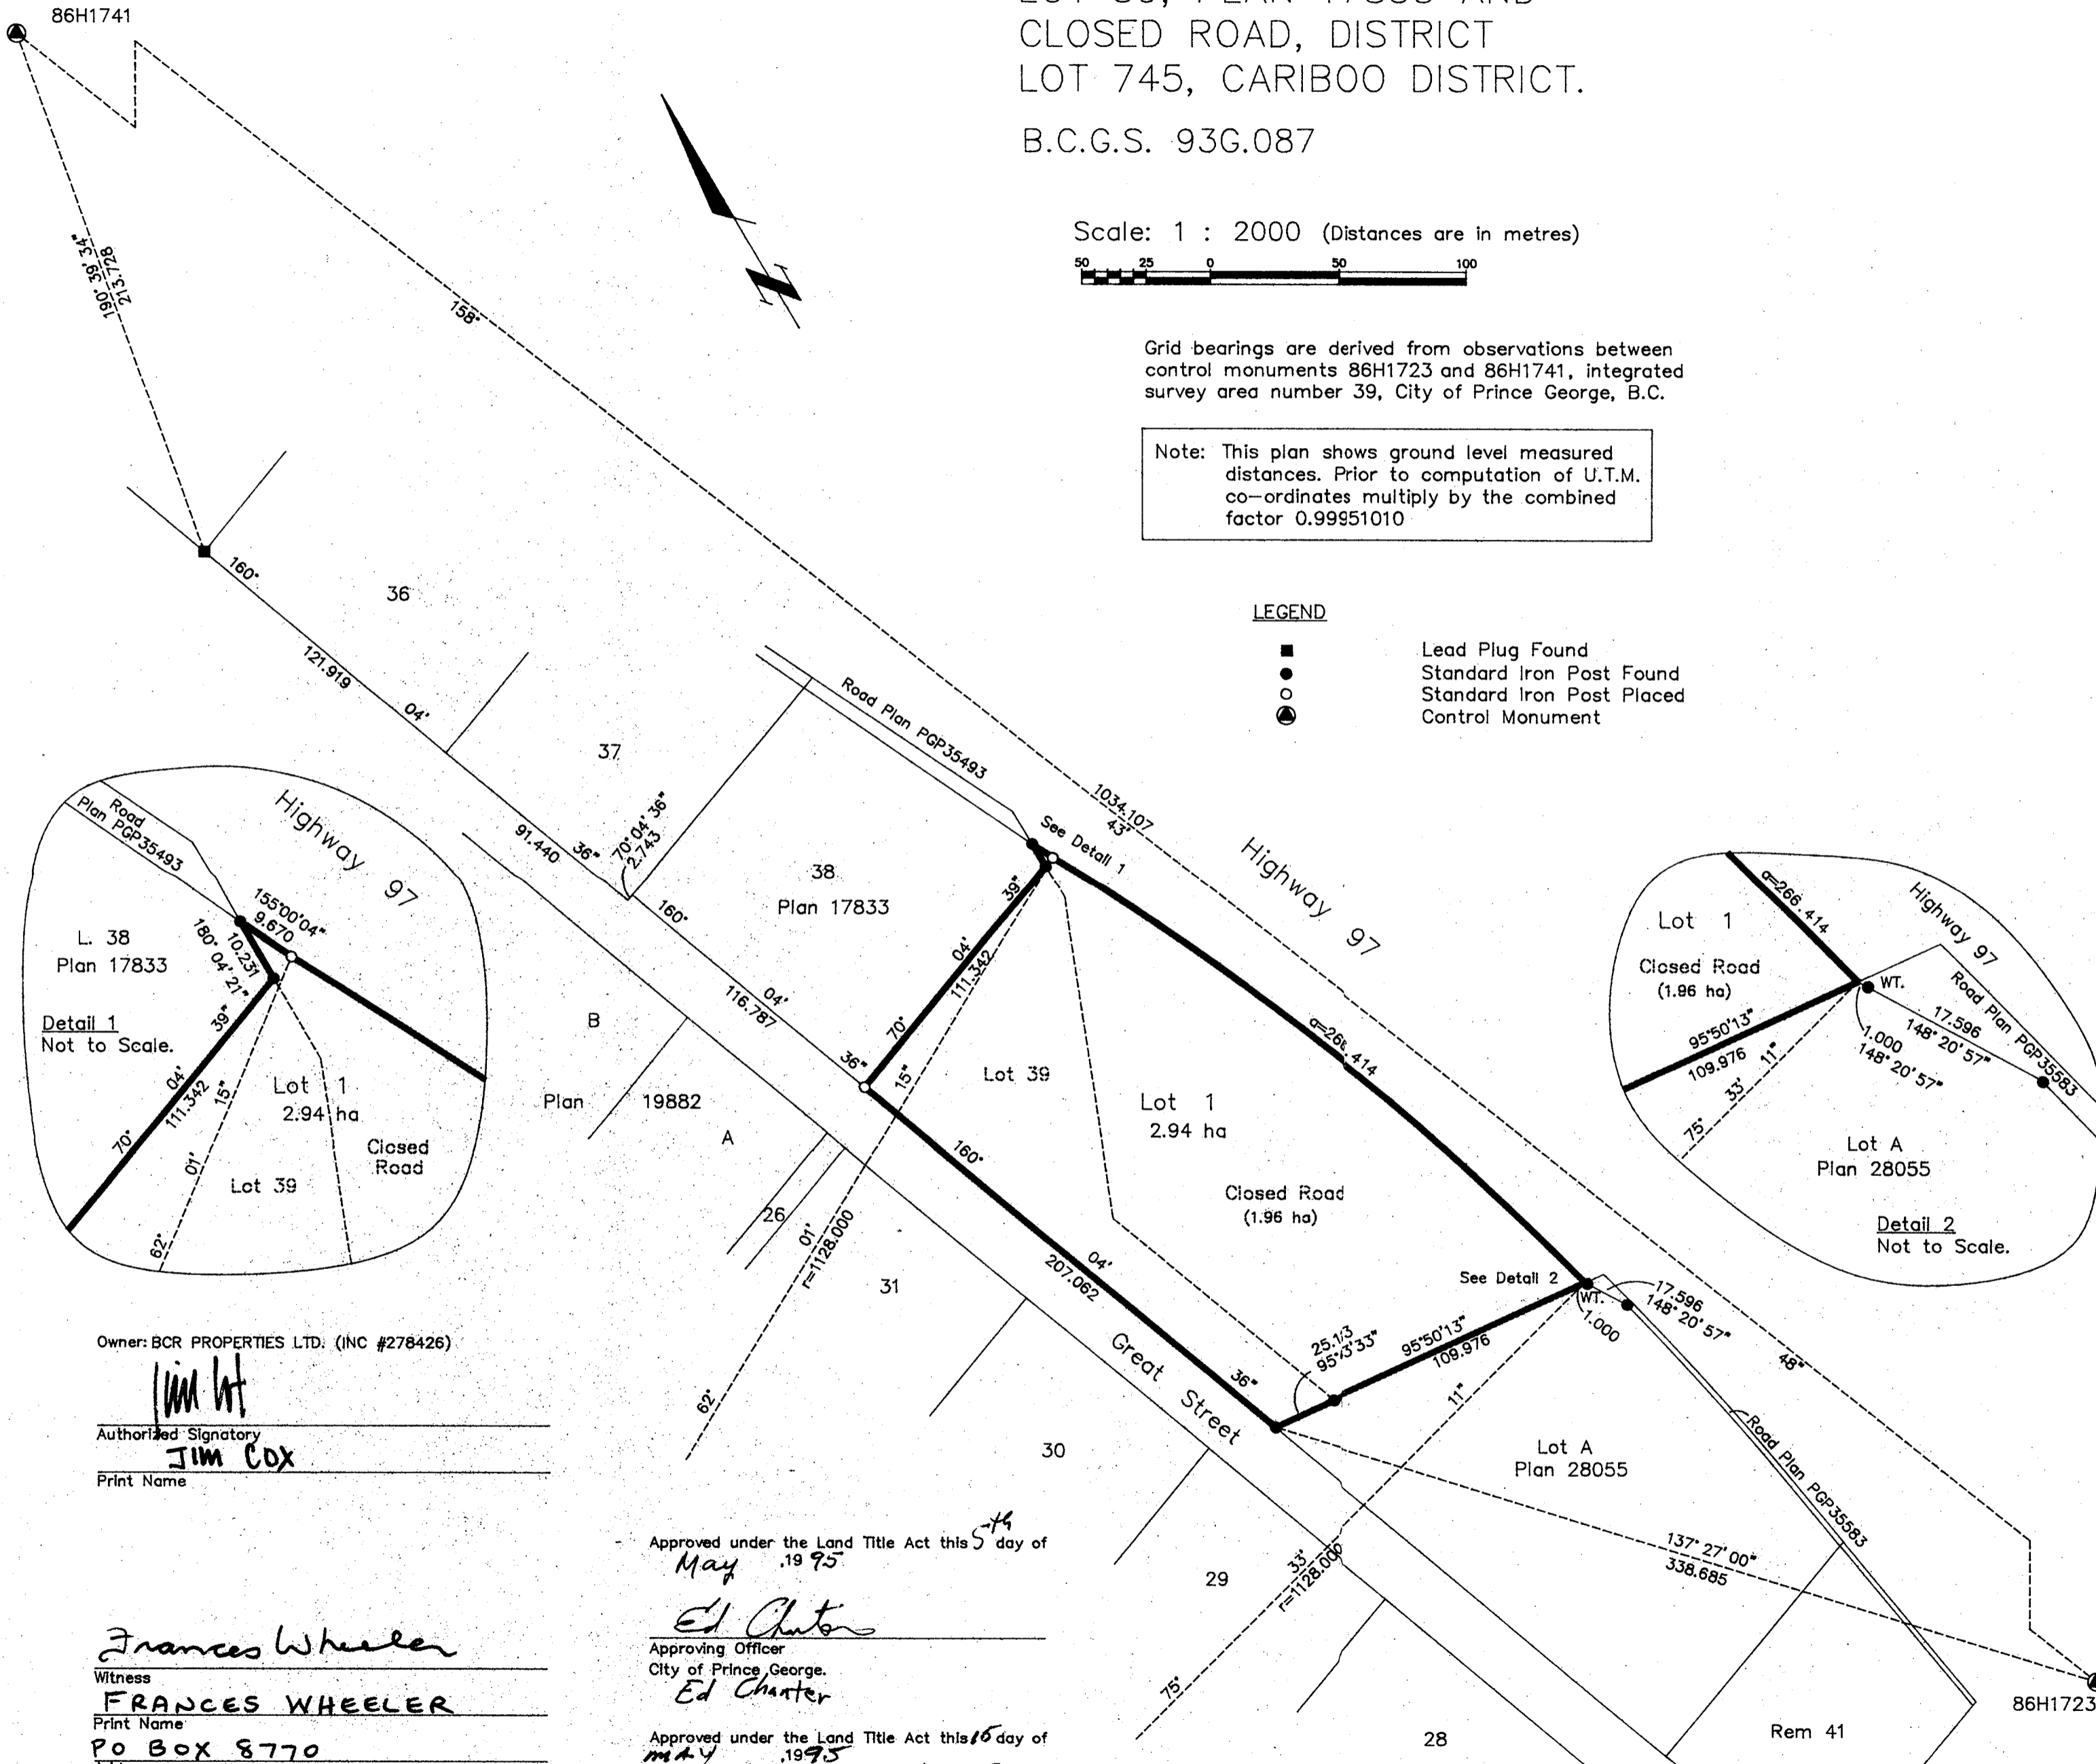 86H1741
CLOSED ROAD, DISTRICT
LOT 745, CARIBOO DISTRICT.
B.C.G.S. 93G.087
Scale: 1 : 2000 (Distances are in metres)
50 25 0 50 100
Grid bearings are derived from observations between
control monuments 86H1723 and 86H1741, integrated
survey area number 39, City of Prince George, B.C.
Note: This plan shows ground level measured
distances. Prior to computation of U.T.M.
co-ordinates multiply by the combined
factor 0.99951010
LEGEND
Lead Plug Found
Standard Iron Post Found
Standard Iron Post Placed
Control Monument
N
190° 39' 34"
213.728
158°
1034.107
43'
48"
160°
121.919
04'
36"
36
37
91.440
70° 04' 36"
2.743
160°
116.787
04'
36"
38
Plan 17833
Road Plan PGP35493
See Detail 1
Highway 97
70°
04'
39"
111.342
15"
01'
62°
r=1128.000
Lot 39
Lot 1
2.94 ha
Closed Road
(1.96 ha)
160°
04'
207.062
36"
Great Street
See Detail 2
WT.
17.596
148° 20' 57"
1.000
95°50'13"
109.976
11"
33'
r=1128.000
75°
Lot A
Plan 28055
Road Plan PGP35583
137° 27' 00"
338.685
86H1723
Rem 41
B
Plan 19882
A
26
31
30
29
28
Road
Plan PGP35493
Highway 97
155°00'04"
9.670
10.231
180° 04' 21"
L. 38
Plan 17833
Detail 1
Not to Scale.
39"
04'
111.342
70°
15"
01'
62°
Lot 1
2.94 ha
Closed
Road
Lot 39
a=266.414
Highway 97
Lot 1
Closed Road
(1.96 ha)
WT.
Road Plan PGP35583
17.596
148° 20' 57"
1.000
148° 20' 57"
95°50'13"
109.976
11"
33'
75°
Lot A
Plan 28055
Detail 2
Not to Scale.
Owner: BCR PROPERTIES LTD. (INC #278426)
Authorized Signatory
JIM COX
Print Name
Frances Wheeler
Witness
FRANCES WHEELER
Print Name
PO BOX 8770
Approved under the Land Title Act this 5th day of
May .1995
Ed Charter
Approving Officer
City of Prince George.
Ed Charter
Approved under the Land Title Act this 16 day of
MAY .1995